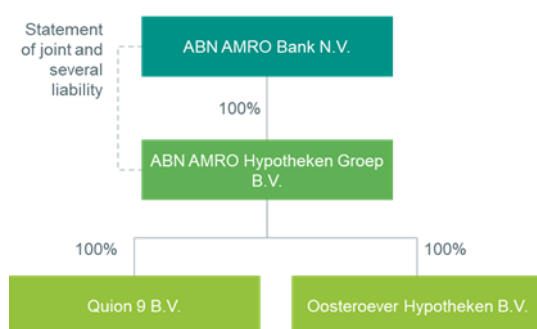 Statement
of joint and
several
liability
ABN AMRO Bank N.V.
100%
ABN AMRO Hypotheken Groep
B.V.
100%
100%
Quion 9 B.V.
Oosteroever Hypotheken B.V.